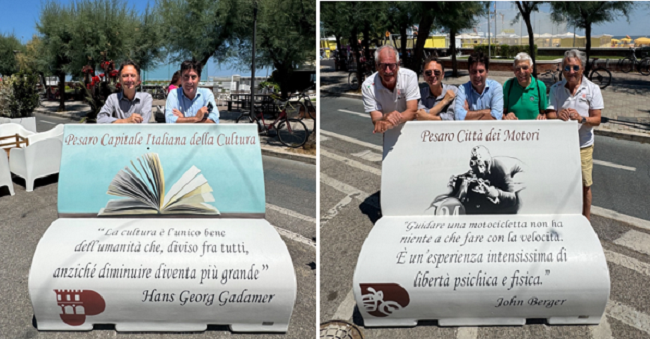 Pesaro Capitale Italiana della Cultura
"La cultura è l'unico bene
dell'umanità che, diviso fra tutti,
anziché diminuire diventa più grande"
Hans Georg Gadamer
Pesaro Città dei Motori
"Guidare una motocicletta non ha
niente a che fare con la velocità.
È un'esperienza intensissima di
libertà psichica e fisica."
John Berger